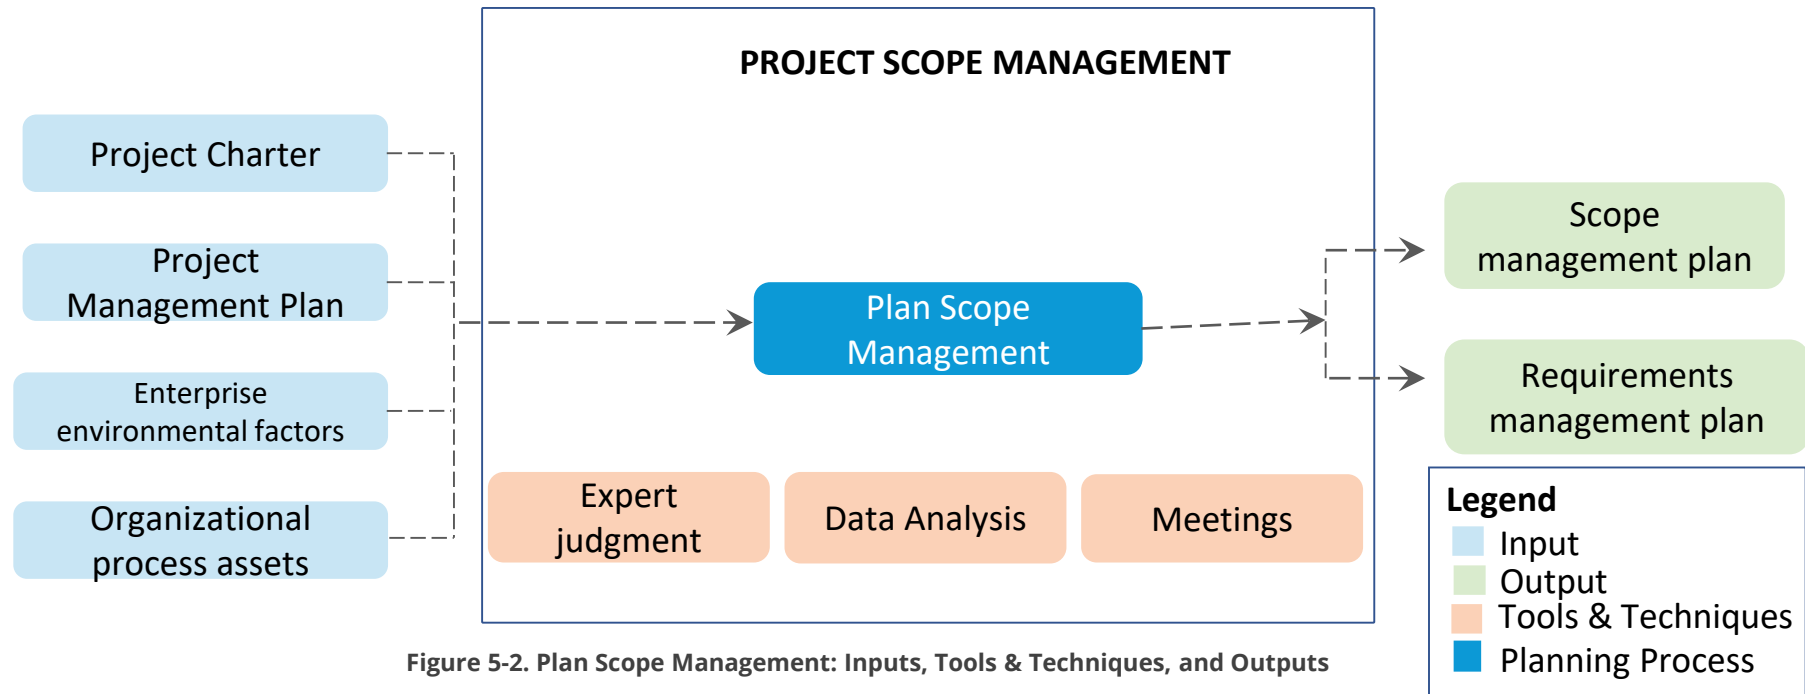 PROJECT SCOPE MANAGEMENT
Project Charter
Project
Management Plan
Enterprise
environmental factors
Organizational
process assets
Plan Scope
Management
Expert
judgment
Data Analysis
Meetings
Scope
management plan
Requirements
management plan
Legend
Input
Output
Tools & Techniques
Planning Process
Figure 5-2. Plan Scope Management: Inputs, Tools & Techniques, and Outputs